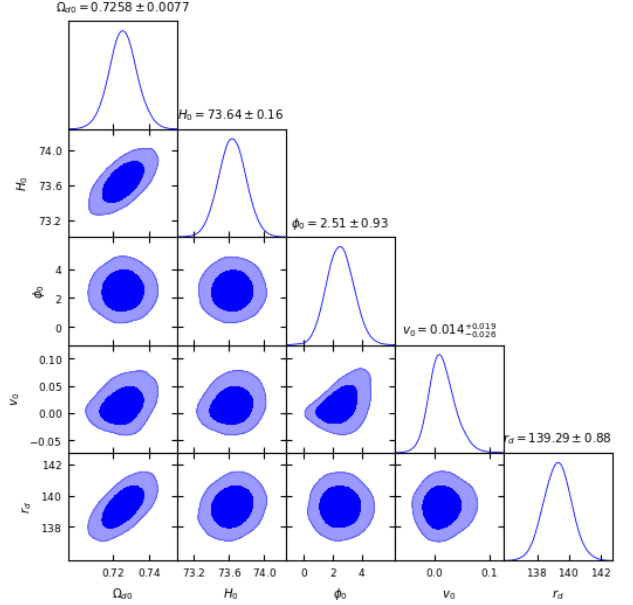 Ω_{d0} = 0.7258 ± 0.0077
H_0 = 73.64 ± 0.16
74.0
73.6
73.2
H_0
ϕ_0 = 2.51 ± 0.93
4
2
0
ϕ_0
v_0 = 0.014^{+0.019}_{-0.026}
0.10
0.05
0.00
−0.05
v_0
r_d = 139.29 ± 0.88
142
140
138
r_d
0.72 0.74 73.2 73.6 74.0 0 2 4 0.0 0.1 138 140 142
Ω_{d0} H_0 ϕ_0 v_0 r_d